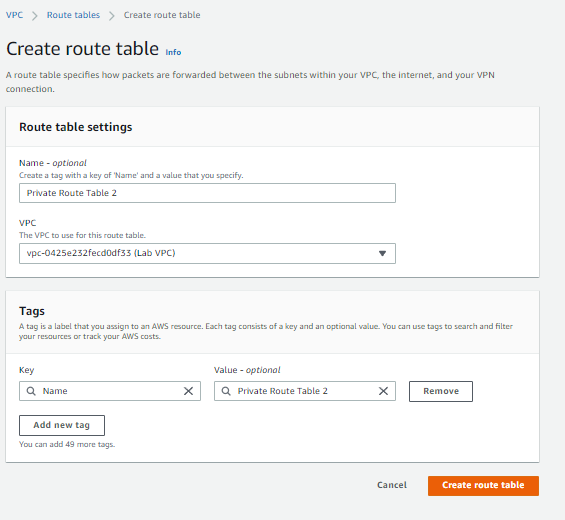 VPC > Route tables > Create route table
Create route table Info
A route table specifies how packets are forwarded between the subnets within your VPC, the internet, and your VPN
connection.
Route table settings
Name - optional
Create a tag with a key of 'Name' and a value that you specify.
Private Route Table 2
VPC
The VPC to use for this route table.
vpc-0425e232fecd0df33 (Lab VPC)
Tags
A tag is a label that you assign to an AWS resource. Each tag consists of a key and an optional value. You can use tags to search and filter
your resources or track your AWS costs.
Key Value - optional
Name Private Route Table 2 Remove
Add new tag
You can add 49 more tags.
Cancel Create route table